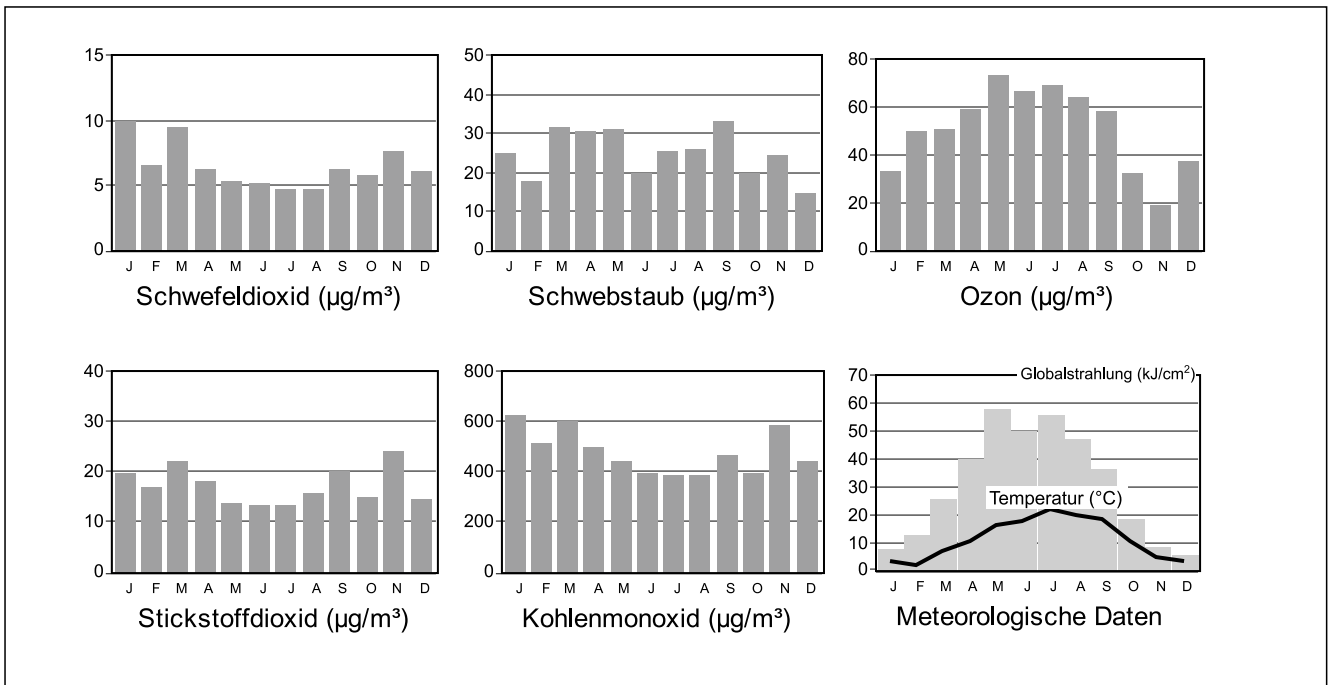 15
10
5
0
J F M A M J J A S O N D
Schwefeldioxid (µg/m³)
50
40
30
20
10
0
J F M A M J J A S O N D
Schwebstaub (µg/m³)
80
60
40
20
0
J F M A M J J A S O N D
Ozon (µg/m³)
40
30
20
10
0
J F M A M J J A S O N D
Stickstoffdioxid (µg/m³)
800
600
400
200
0
J F M A M J J A S O N D
Kohlenmonoxid (µg/m³)
70
Globalstrahlung (kJ/cm²)
60
50
40
30
Temperatur (°C)
20
10
0
J F M A M J J A S O N D
Meteorologische Daten